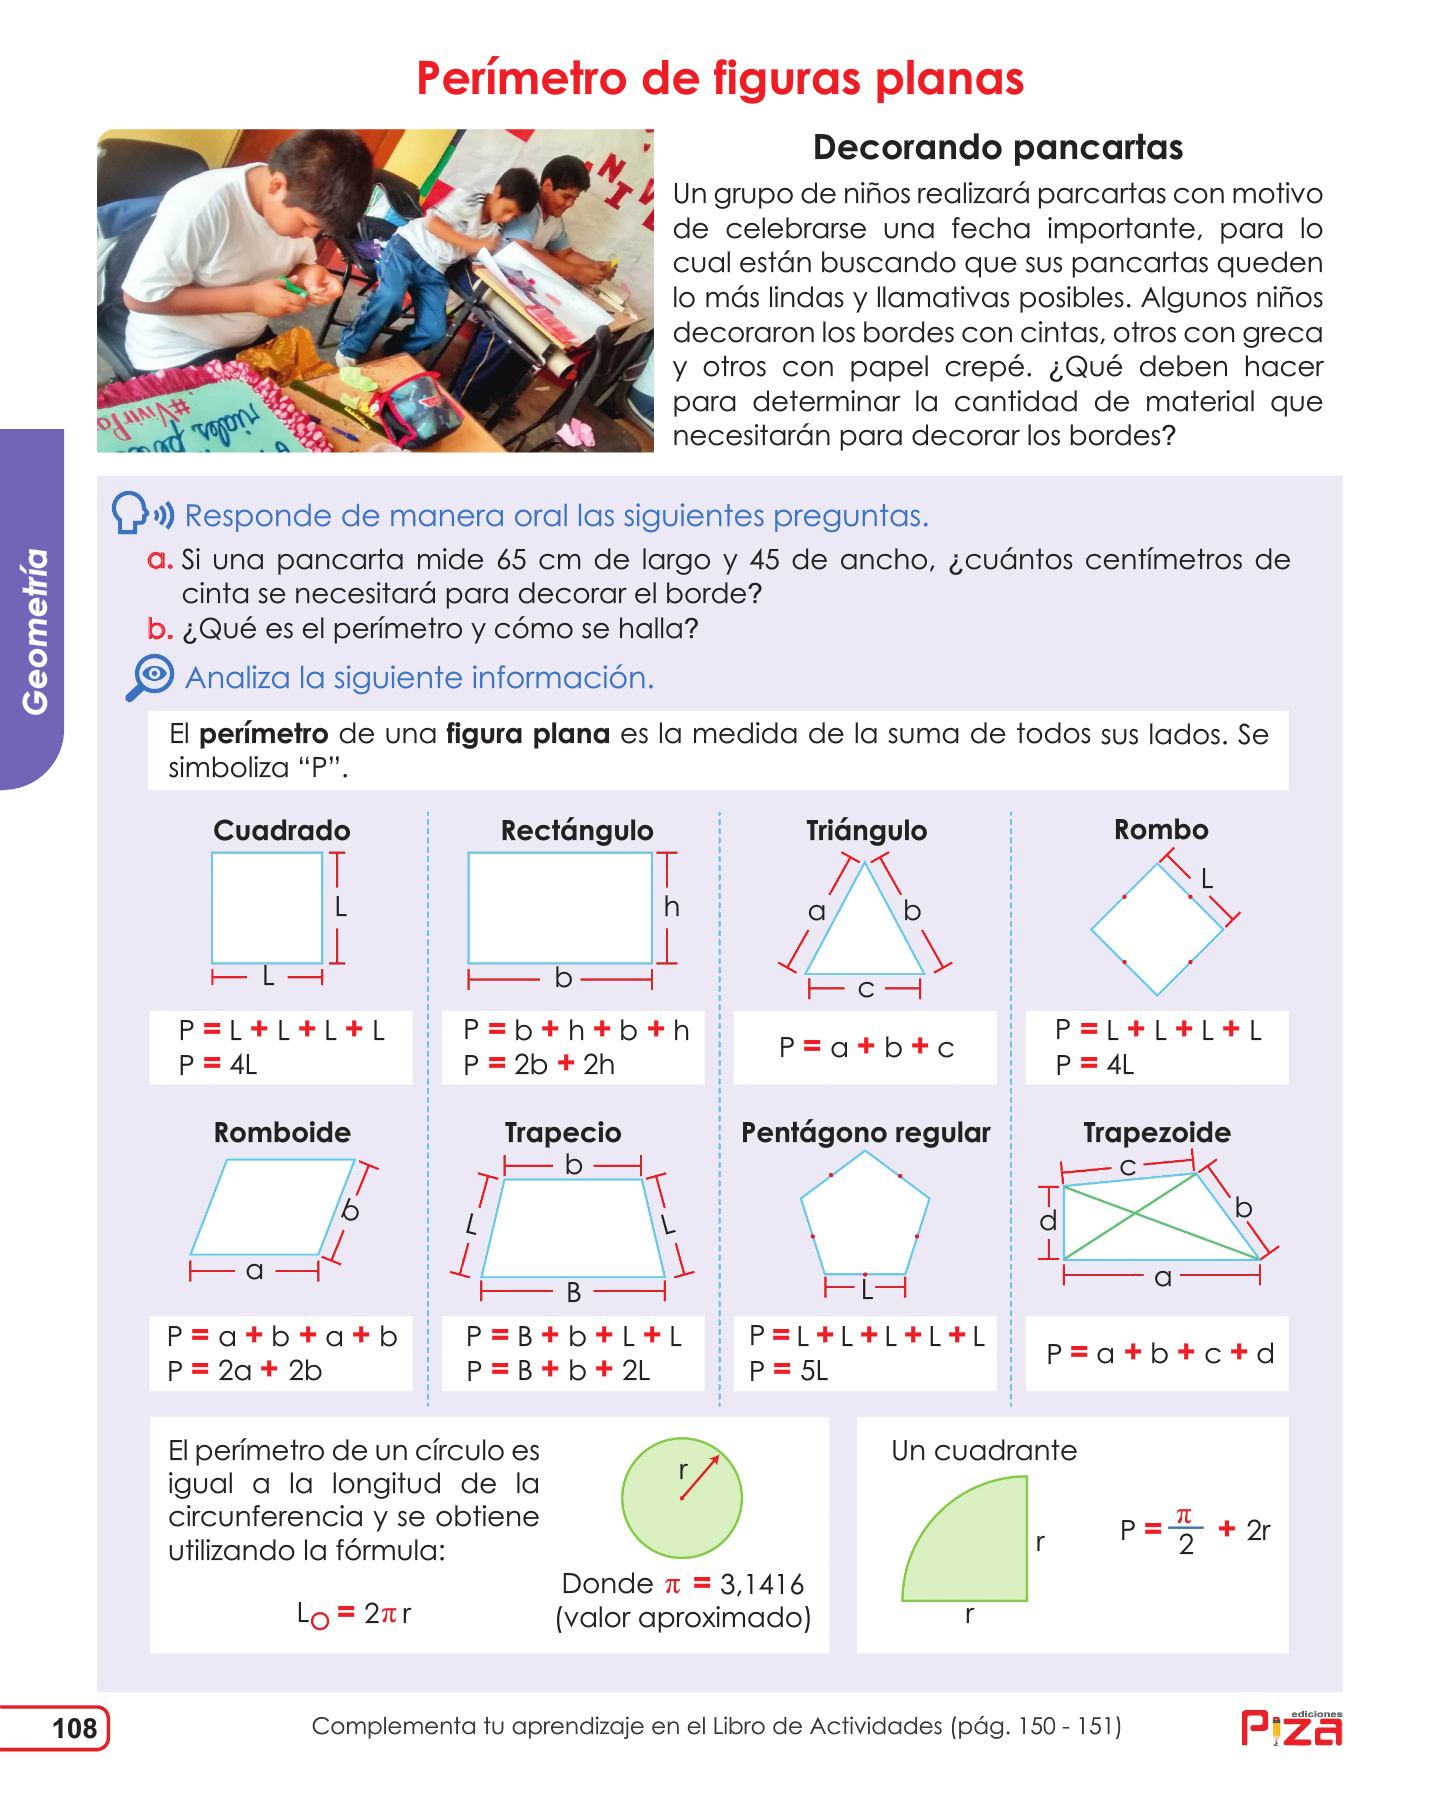 Perímetro de figuras planas
Decorando pancartas
Un grupo de niños realizará parcartas con motivo
de celebrarse una fecha importante, para lo
cual están buscando que sus pancartas queden
lo más lindas y llamativas posibles. Algunos niños
decoraron los bordes con cintas, otros con greca
y otros con papel crepé. ¿Qué deben hacer
para determinar la cantidad de material que
necesitarán para decorar los bordes?
#VivirPa
Geometría
Responde de manera oral las siguientes preguntas.
a. Si una pancarta mide 65 cm de largo y 45 de ancho, ¿cuántos centímetros de
cinta se necesitará para decorar el borde?
b. ¿Qué es el perímetro y cómo se halla?
Analiza la siguiente información.
El perímetro de una figura plana es la medida de la suma de todos sus lados. Se
simboliza “P”.
Cuadrado
L
L
P = L + L + L + L
P = 4L
Rectángulo
h
b
P = b + h + b + h
P = 2b + 2h
Triángulo
a
b
c
P = a + b + c
Rombo
L
P = L + L + L + L
P = 4L
Romboide
b
a
P = a + b + a + b
P = 2a + 2b
Trapecio
b
L
L
B
P = B + b + L + L
P = B + b + 2L
Pentágono regular
L
P = L + L + L + L + L
P = 5L
Trapezoide
c
d
b
a
P = a + b + c + d
El perímetro de un círculo es
igual a la longitud de la
circunferencia y se obtiene
utilizando la fórmula:
L○ = 2π r
r
Donde π = 3,1416
(valor aproximado)
Un cuadrante
r
r
P = π/2 + 2r
108
Complementa tu aprendizaje en el Libro de Actividades (pág. 150 - 151)
ediciones
Piza